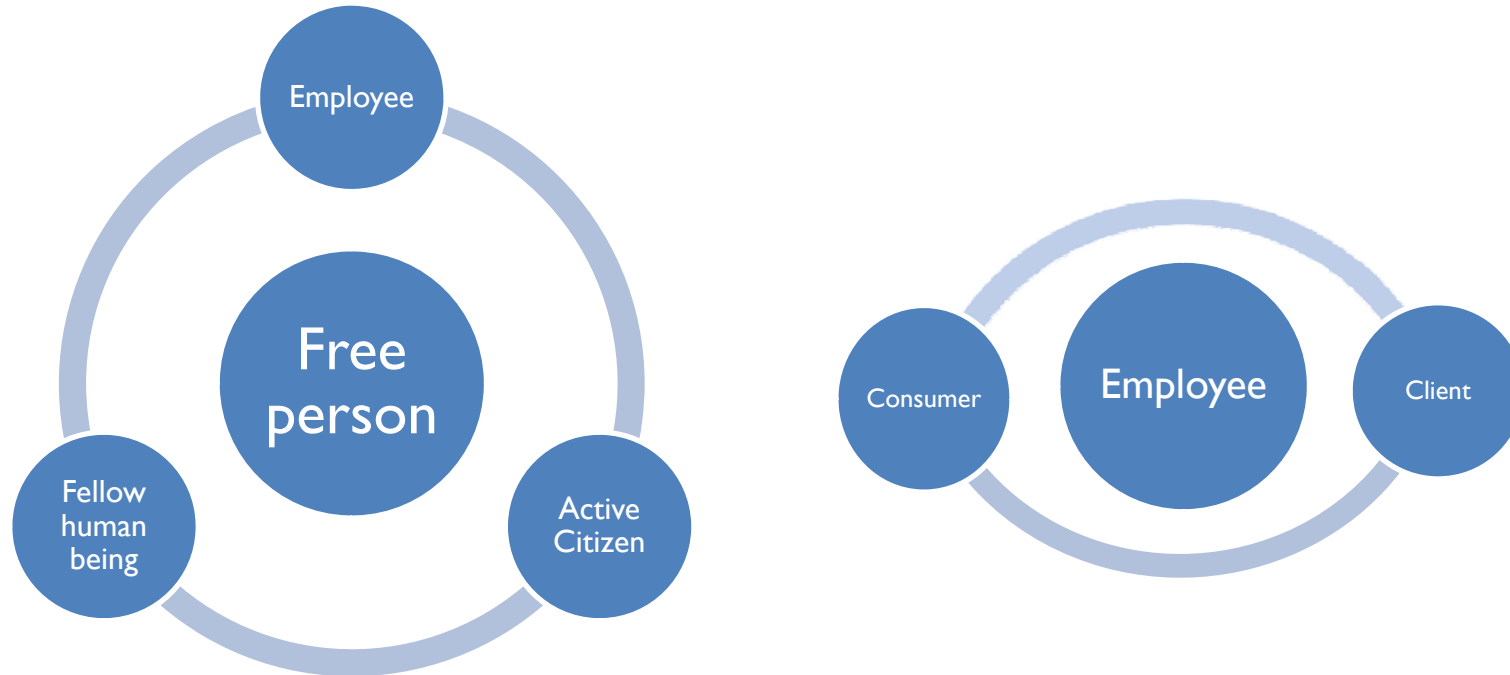 Employee
Free
person
Fellow
human
being
Active
Citizen
Consumer
Employee
Client